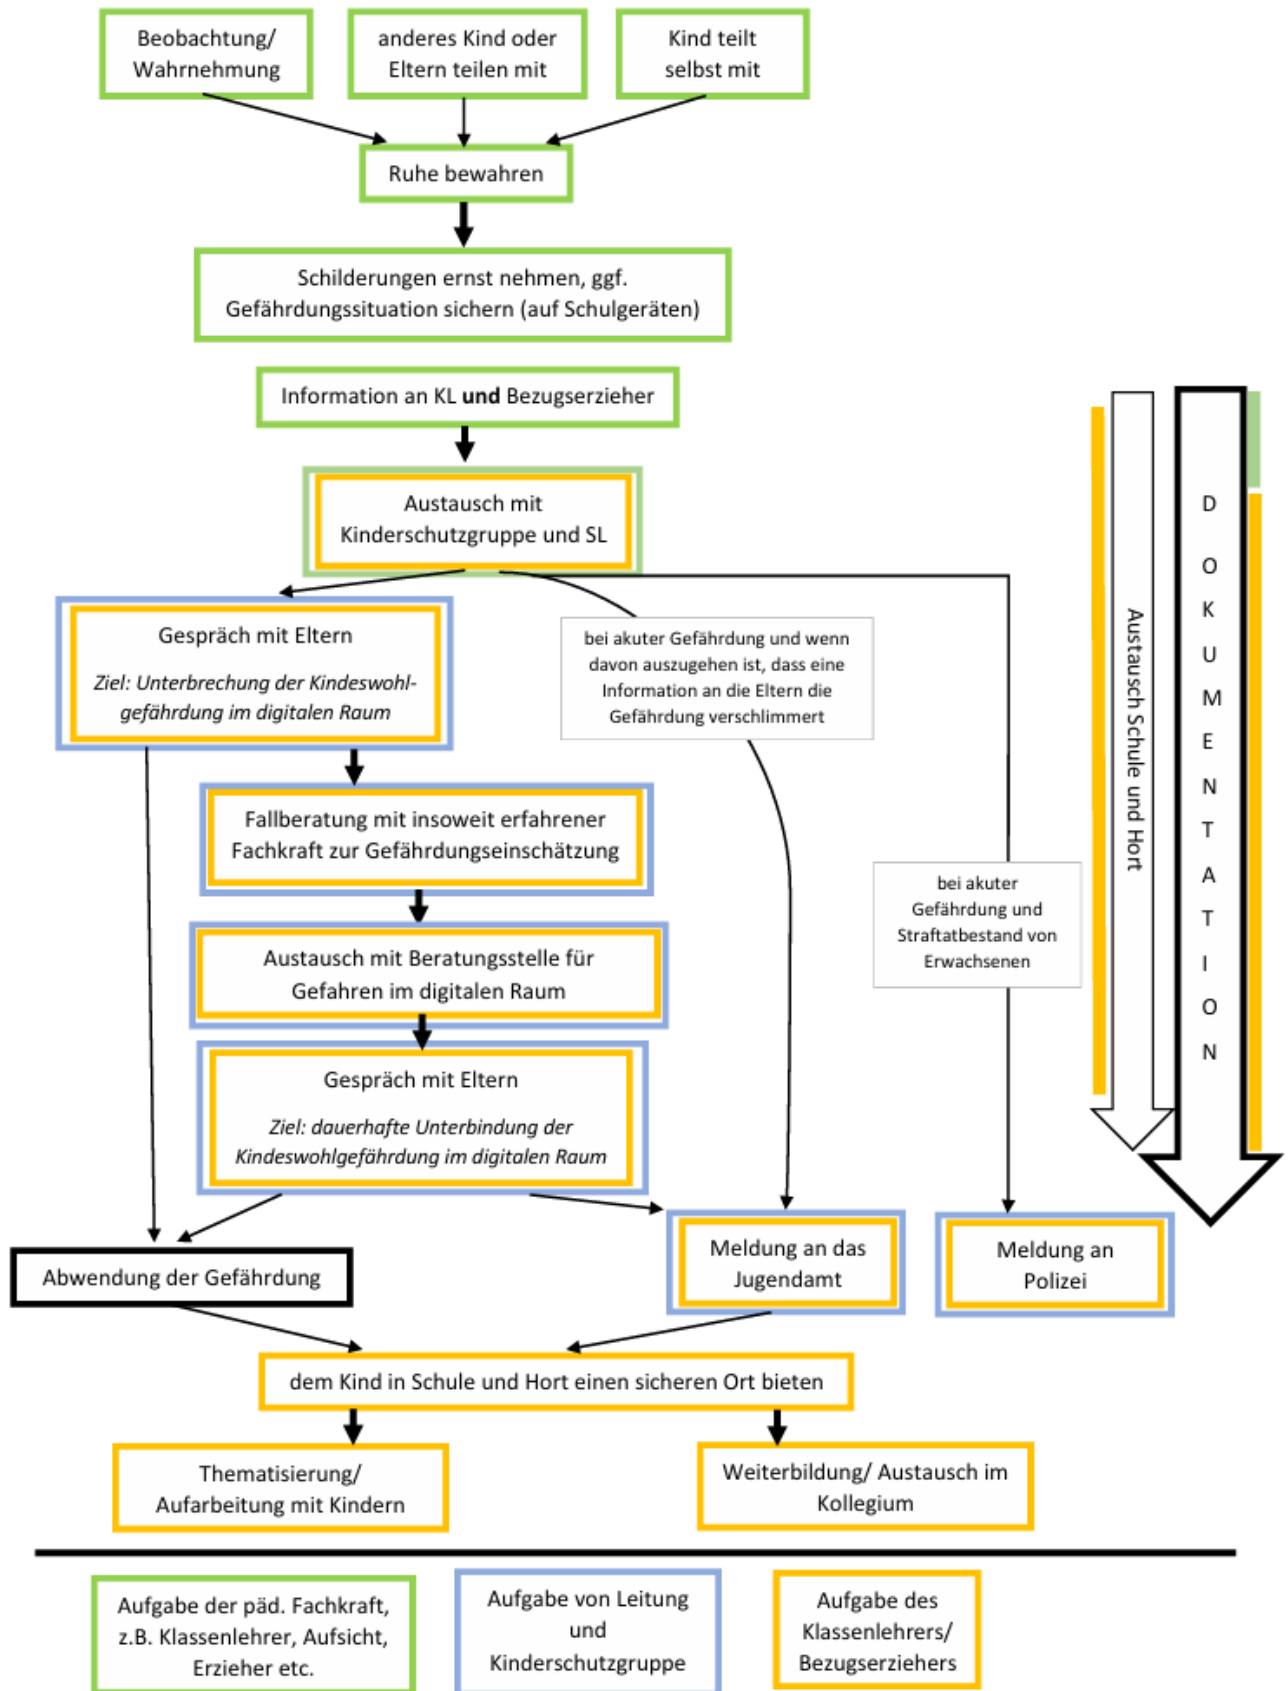 Beobachtung/
Wahrnehmung
anderes Kind oder
Eltern teilen mit
Kind teilt
selbst mit
Ruhe bewahren
Schilderungen ernst nehmen, ggf.
Gefährdungssituation sichern (auf Schulgeräten)
Information an KL und Bezugserzieher
Austausch mit
Kinderschutzgruppe und SL
Gespräch mit Eltern
Ziel: Unterbrechung der Kindeswohl-
gefährdung im digitalen Raum
bei akuter Gefährdung und wenn
davon auszugehen ist, dass eine
Information an die Eltern die
Gefährdung verschlimmert
Fallberatung mit insoweit erfahrener
Fachkraft zur Gefährdungseinschätzung
bei akuter
Gefährdung und
Straftatbestand von
Erwachsenen
Austausch mit Beratungsstelle für
Gefahren im digitalen Raum
Gespräch mit Eltern
Ziel: dauerhafte Unterbindung der
Kindeswohlgefährdung im digitalen Raum
Austausch Schule und Hort
DOKUMENTATION
Abwendung der Gefährdung
Meldung an das
Jugendamt
Meldung an
Polizei
dem Kind in Schule und Hort einen sicheren Ort bieten
Thematisierung/
Aufarbeitung mit Kindern
Weiterbildung/ Austausch im
Kollegium
Aufgabe der päd. Fachkraft,
z.B. Klassenlehrer, Aufsicht,
Erzieher etc.
Aufgabe von Leitung
und
Kinderschutzgruppe
Aufgabe des
Klassenlehrers/
Bezugserziehers